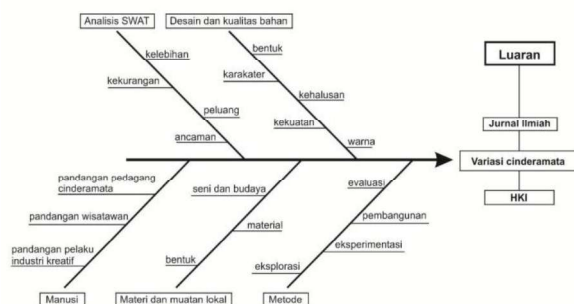 Analisis SWAT
Desain dan kualitas bahan
kelebihan
kekurangan
peluang
ancaman
bentuk
karakater
kehalusan
kekuatan
warna
Luaran
Jurnal Ilmiah
Variasi cinderamata
HKI
pandangan pedagang
cinderamata
pandangan wisatawan
pandangan pelaku
industri kreatif
seni dan budaya
material
bentuk
evaluasi
pembangunan
eksperimentasi
eksplorasi
Manusi
Materi dan muatan lokal
Metode